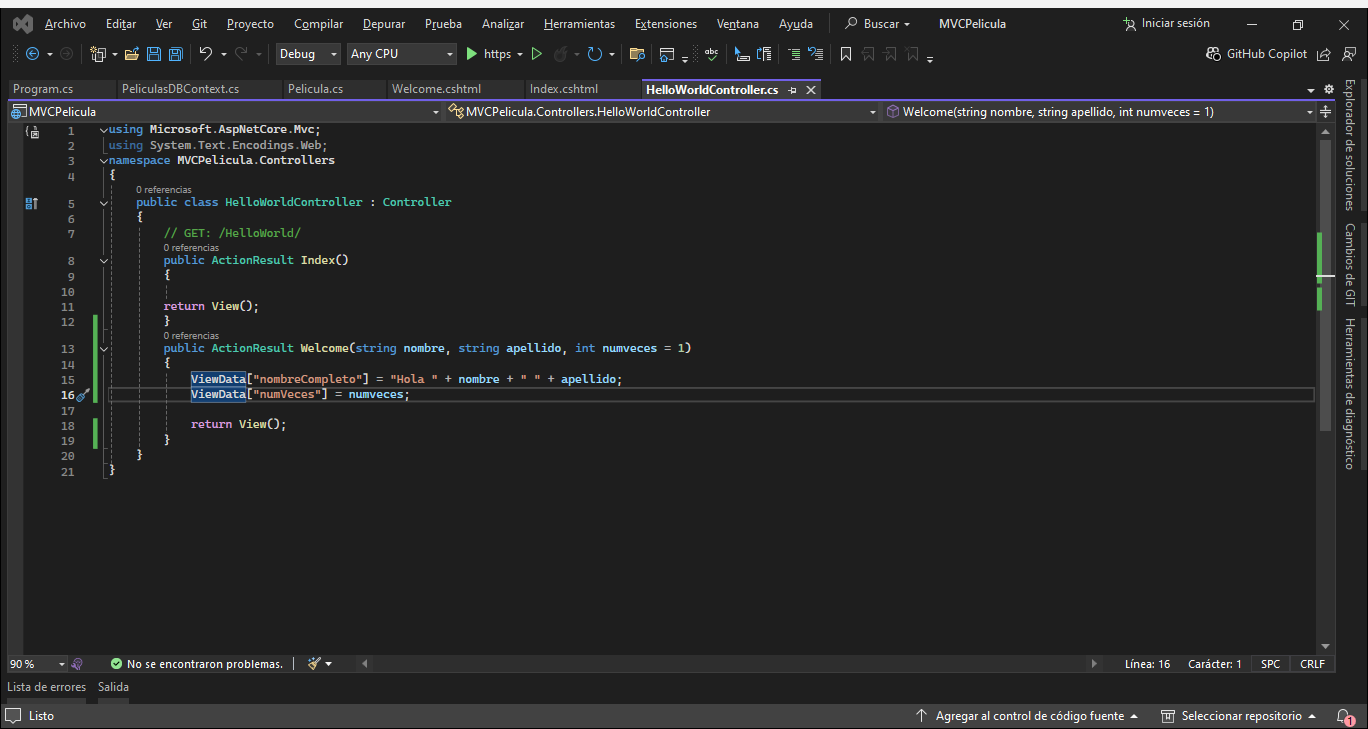 Archivo Editar Ver Git Proyecto Compilar Depurar Prueba Analizar Herramientas Extensiones Ventana Ayuda Buscar MVCPelicula Iniciar sesión
Debug Any CPU https GitHub Copilot
Program.cs PeliculasDBContext.cs Pelicula.cs Welcome.cshtml Index.cshtml HelloWorldController.cs
MVCPelicula MVCPelicula.Controllers.HelloWorldController Welcome(string nombre, string apellido, int numveces = 1)
1 using Microsoft.AspNetCore.Mvc;
2 using System.Text.Encodings.Web;
3 namespace MVCPelicula.Controllers
4 {
0 referencias
5 public class HelloWorldController : Controller
6 {
7 // GET: /HelloWorld/
0 referencias
8 public ActionResult Index()
9 {
10
11 return View();
12 }
0 referencias
13 public ActionResult Welcome(string nombre, string apellido, int numveces = 1)
14 {
15 ViewData["nombreCompleto"] = "Hola " + nombre + " " + apellido;
16 ViewData["numVeces"] = numveces;
17
18 return View();
19 }
20 }
21 }
Explorador de soluciones
Cambios de GIT
Herramientas de diagnóstico
90 % No se encontraron problemas. Línea: 16 Carácter: 1 SPC CRLF
Lista de errores Salida
Listo Agregar al control de código fuente Seleccionar repositorio 1